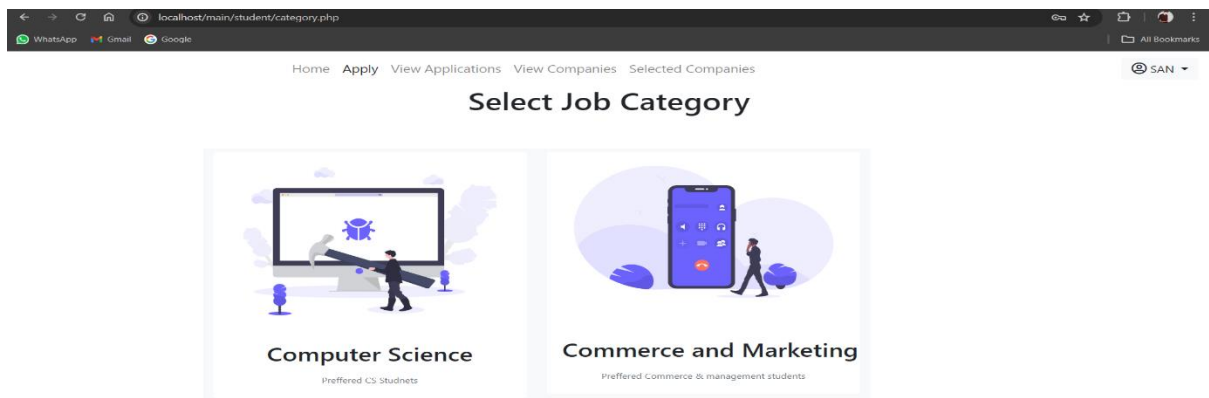 localhost/main/student/category.php
WhatsApp Gmail Google All Bookmarks
Home Apply View Applications View Companies Selected Companies SAN
Select Job Category
Computer Science
Preffered CS Studnets
Commerce and Marketing
Preffered Commerce & management students